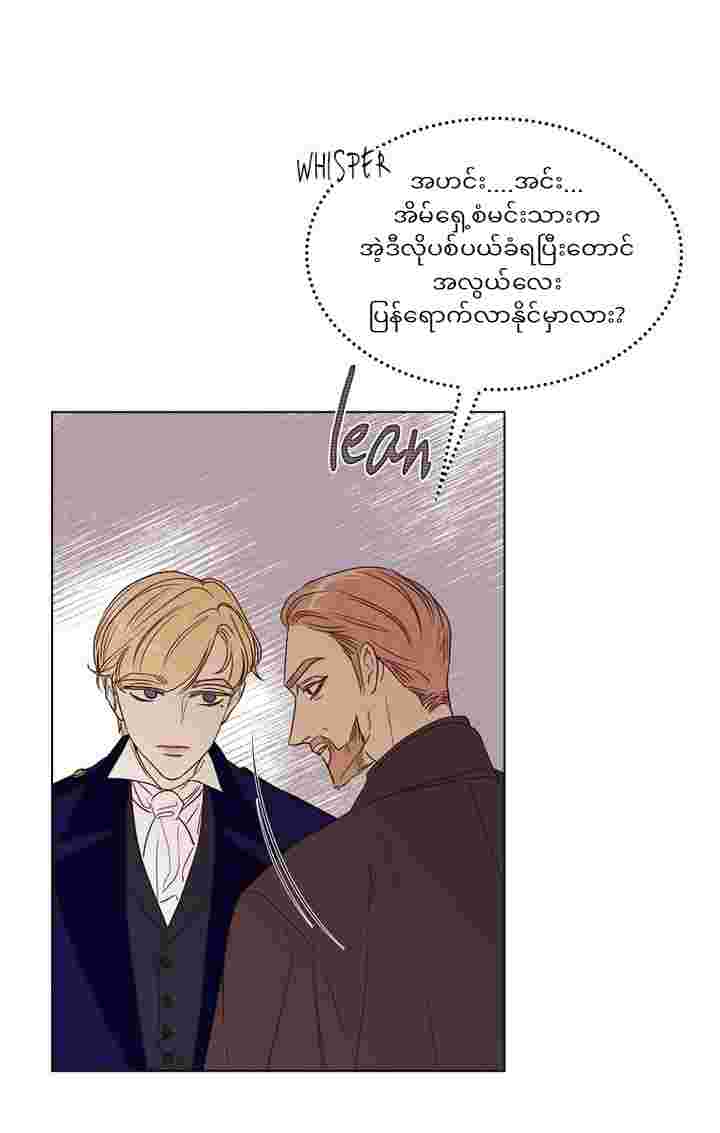 WHISPER
အဟင်း....အင်း...
အိမ်ရှေ့စံမင်းသားက
အဲ့ဒီလိုပစ်ပယ်ခံရပြီးတောင်
အလွယ်လေး
ပြန်ရောက်လာနိုင်မှာလား?
lean